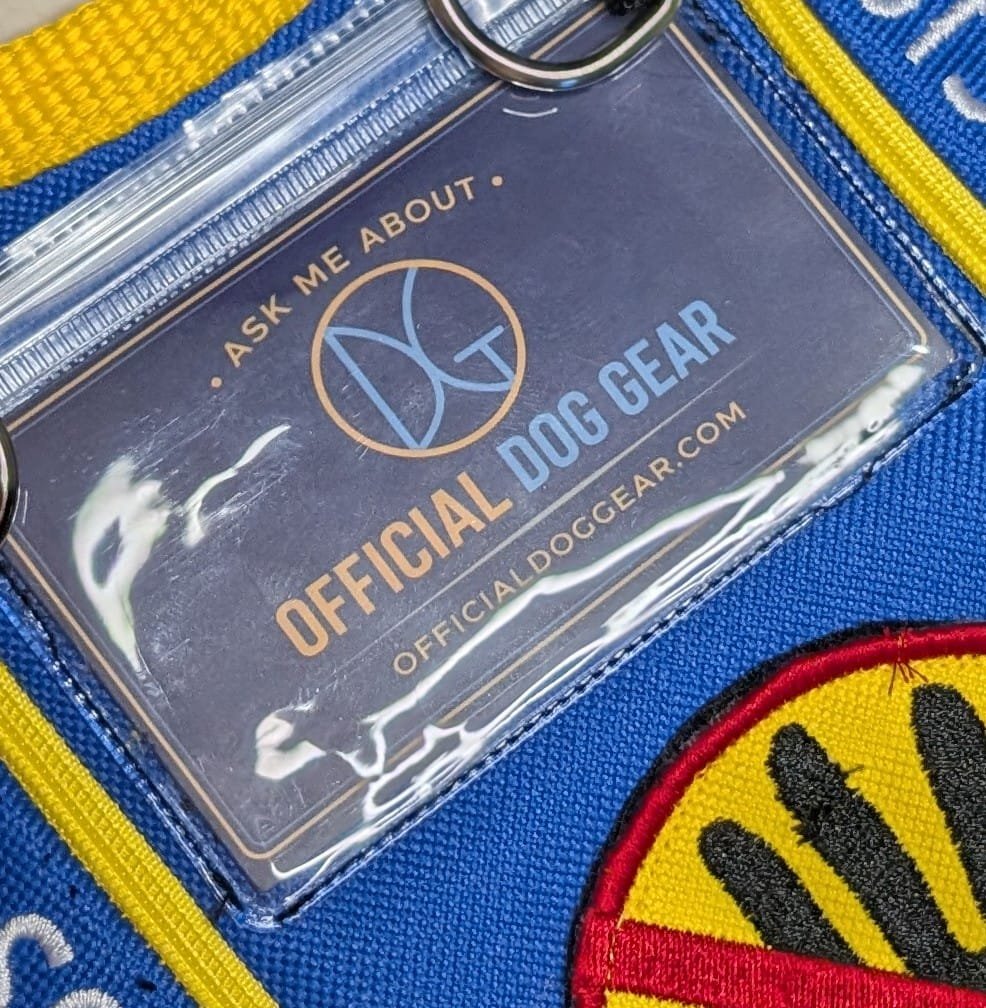 • ASK ME ABOUT •
DGT
OFFICIAL DOG GEAR
OFFICIALDOGGEAR.COM